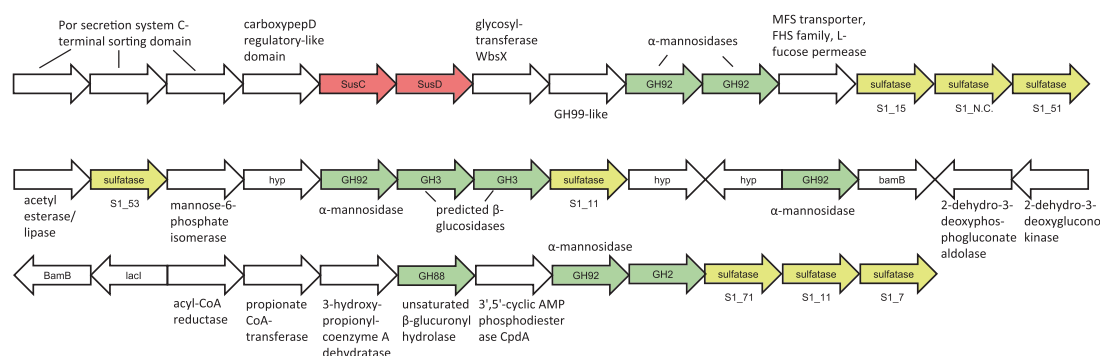 Por secretion system C-
terminal sorting domain
carboxypepD
regulatory-like
domain
glycosyl-
transferase
WbsX
α-mannosidases
MFS transporter,
FHS family, L-
fucose permease
SusC
SusD
GH92
GH92
sulfatase
sulfatase
sulfatase
GH99-like
S1_15
S1_N.C.
S1_51
sulfatase
hyp
GH92
GH3
GH3
sulfatase
hyp
hyp
GH92
bamB
acetyl
esterase/
lipase
S1_53
mannose-6-
phosphate
isomerase
α-mannosidase
predicted β-
glucosidases
S1_11
α-mannosidase
2-dehydro-3-
deoxyphos-
phogluconate
aldolase
2-dehydro-3-
deoxyglucono
kinase
α-mannosidase
BamB
lacI
GH88
GH92
GH2
sulfatase
sulfatase
sulfatase
acyl-CoA
reductase
propionate
CoA-
transferase
3-hydroxy-
propionyl-
coenzyme A
dehydratase
unsaturated
β-glucuronyl
hydrolase
3',5'-cyclic AMP
phosphodiester
ase CpdA
S1_71
S1_11
S1_7